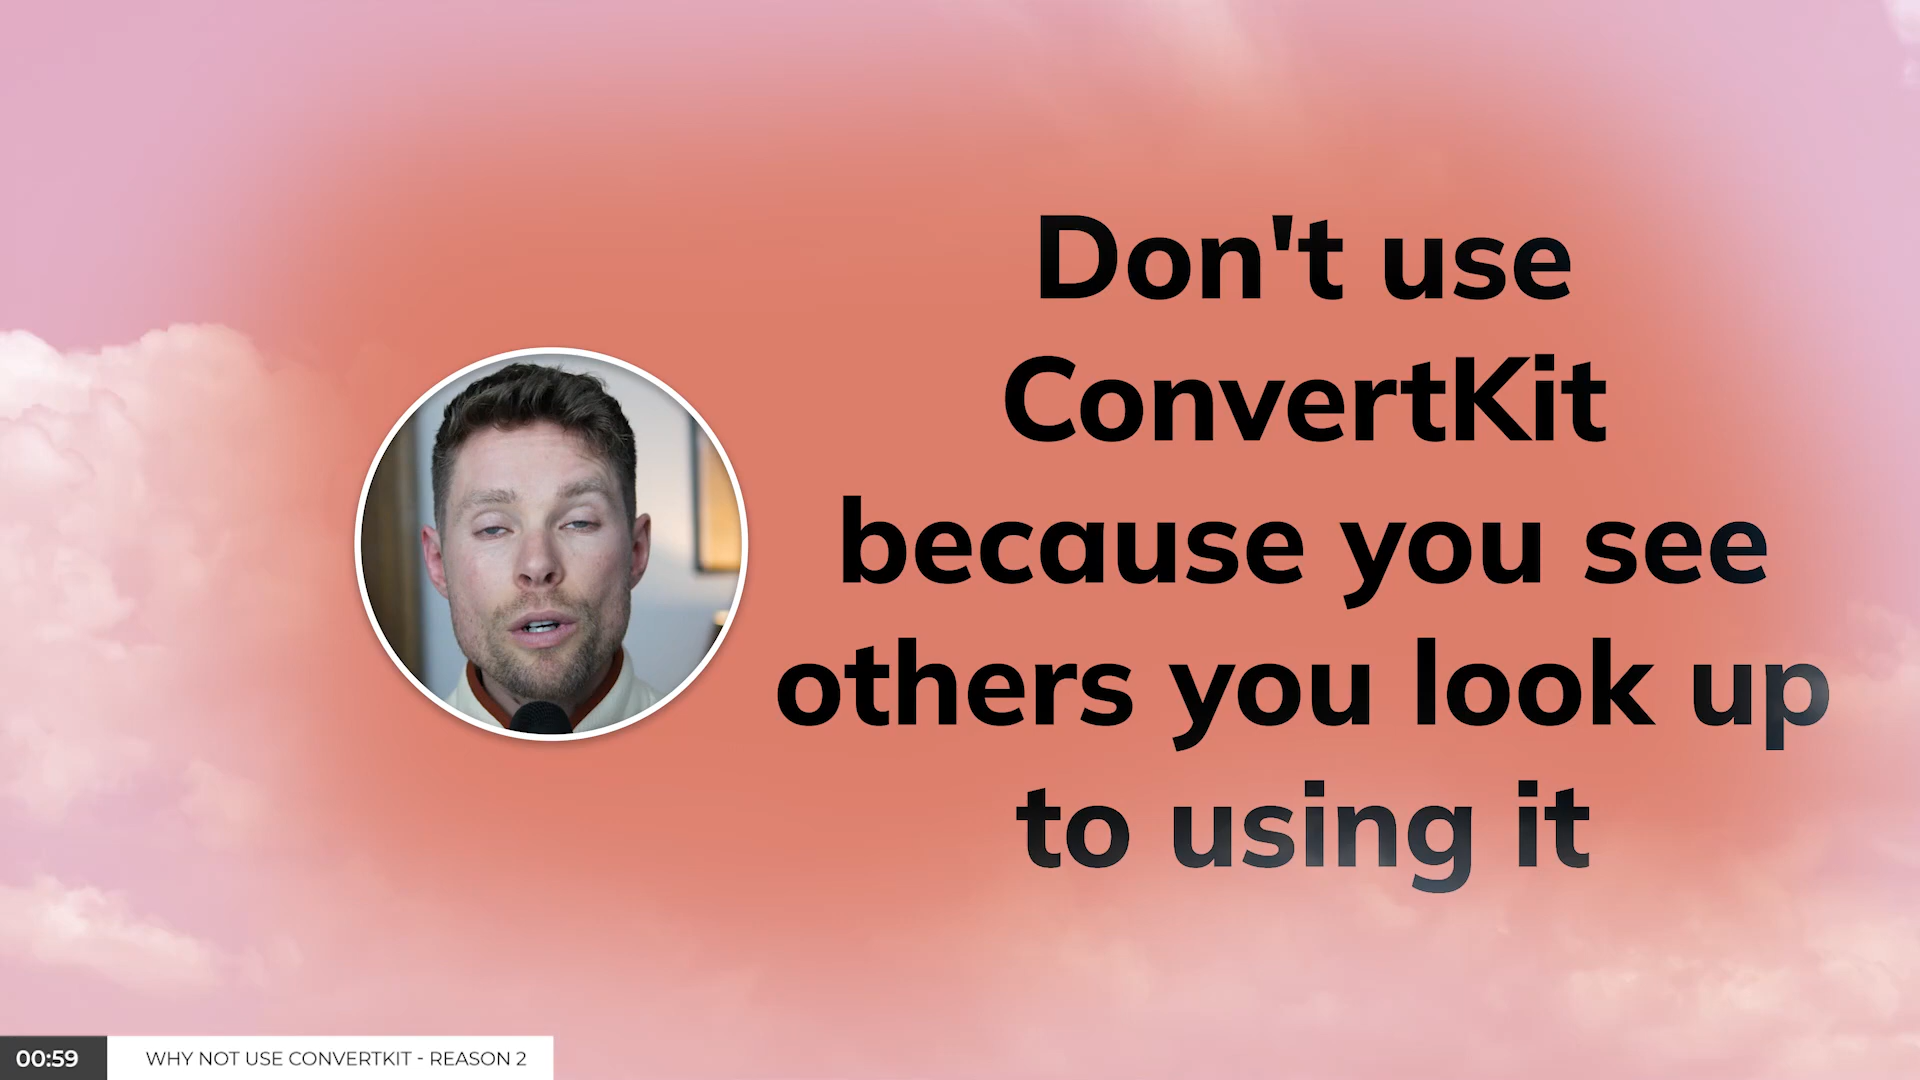 Don't use
ConvertKit
because you see
others you look up
to using it
00:59
WHY NOT USE CONVERTKIT - REASON 2